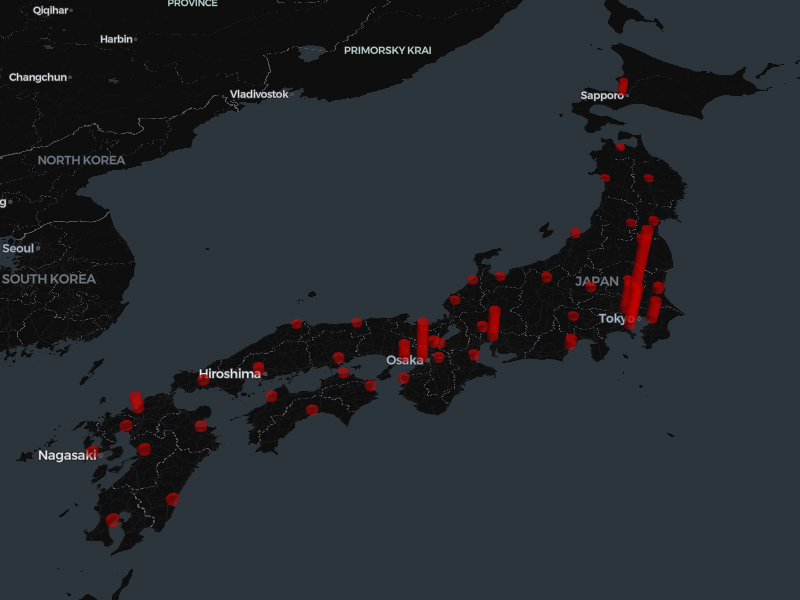 PROVINCE
Qiqihar
Harbin
PRIMORSKY KRAI
Changchun
Vladivostok
Sapporo
NORTH KOREA
g
Seoul
SOUTH KOREA
JAPAN
Tokyo
Osaka
Hiroshima
Nagasaki